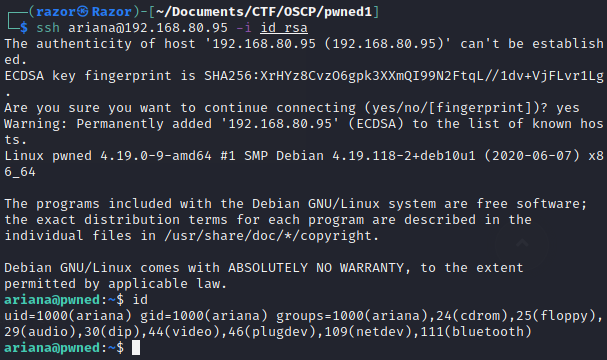 ┌──(razor㉿Razor)-[~/Documents/CTF/OSCP/pwned1]
└─$ ssh ariana@192.168.80.95 -i id_rsa
The authenticity of host '192.168.80.95 (192.168.80.95)' can't be establish
ed.
ECDSA key fingerprint is SHA256:XrHYz8CvzO6gpk3XXmQI99N2FtqL//1dv+VjFLvr1Lg
.
Are you sure you want to continue connecting (yes/no/[fingerprint])? yes
Warning: Permanently added '192.168.80.95' (ECDSA) to the list of known hos
ts.
Linux pwned 4.19.0-9-amd64 #1 SMP Debian 4.19.118-2+deb10u1 (2020-06-07) x8
6_64
The programs included with the Debian GNU/Linux system are free software;
the exact distribution terms for each program are described in the
individual files in /usr/share/doc/*/copyright.
Debian GNU/Linux comes with ABSOLUTELY NO WARRANTY, to the extent
permitted by applicable law.
ariana@pwned:~$ id
uid=1000(ariana) gid=1000(ariana) groups=1000(ariana),24(cdrom),25(floppy),
29(audio),30(dip),44(video),46(plugdev),109(netdev),111(bluetooth)
ariana@pwned:~$